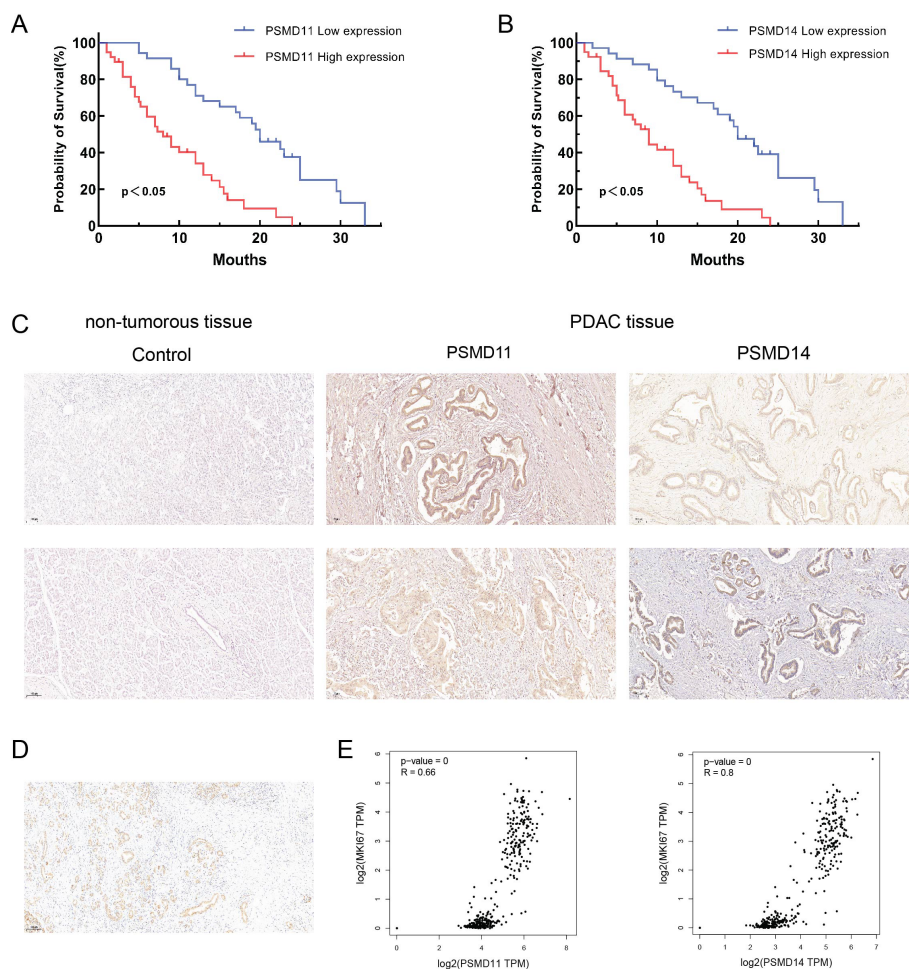 A
PSMD11 Low expression
PSMD11 High expression
Probability of Survival(%)
100
80
60
40
20
0
p<0.05
0 10 20 30
Mouths
B
PSMD14 Low expression
PSMD14 High expression
Probability of Survival(%)
100
80
60
40
20
0
p<0.05
0 10 20 30
Mouths
C
non-tumorous tissue
PDAC tissue
Control
PSMD11
PSMD14
D
E
p-value = 0
R = 0.66
log2(MKI67 TPM)
6
5
4
3
2
1
0
0 2 4 6 8
log2(PSMD11 TPM)
p-value = 0
R = 0.8
log2(MKI67 TPM)
6
5
4
3
2
1
0
0 1 2 3 4 5 6 7
log2(PSMD14 TPM)